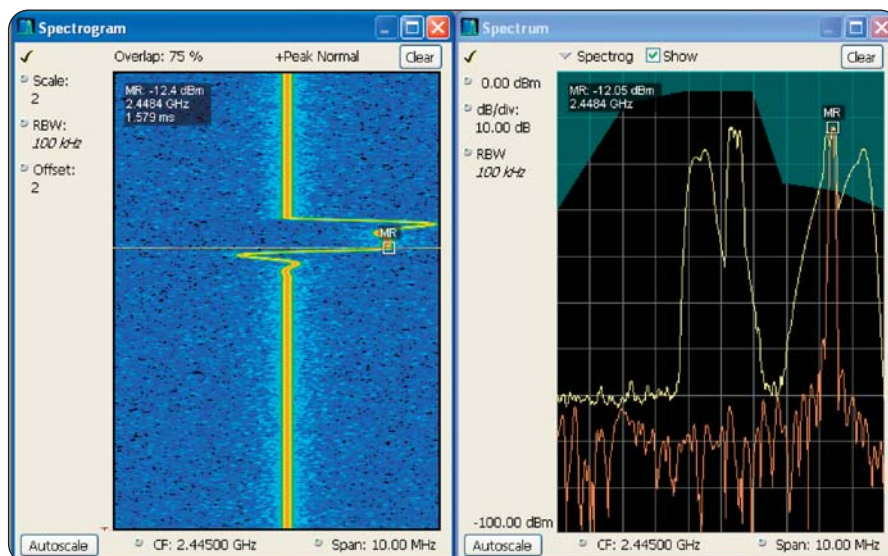 Spectrogram
Overlap: 75 %
+Peak Normal
Clear
Scale:
2
RBW:
100 kHz
Offset:
2
MR: -12.4 dBm
2.4484 GHz
1.579 ms
MR
Autoscale
CF: 2.44500 GHz
Span: 10.00 MHz
Spectrum
Spectrog
Show
Clear
0.00 dBm
dB/div:
10.00 dB
RBW
100 kHz
MR: -12.05 dBm
2.4484 GHz
MR
-100.00 dBm
Autoscale
CF: 2.44500 GHz
Span: 10.00 MHz